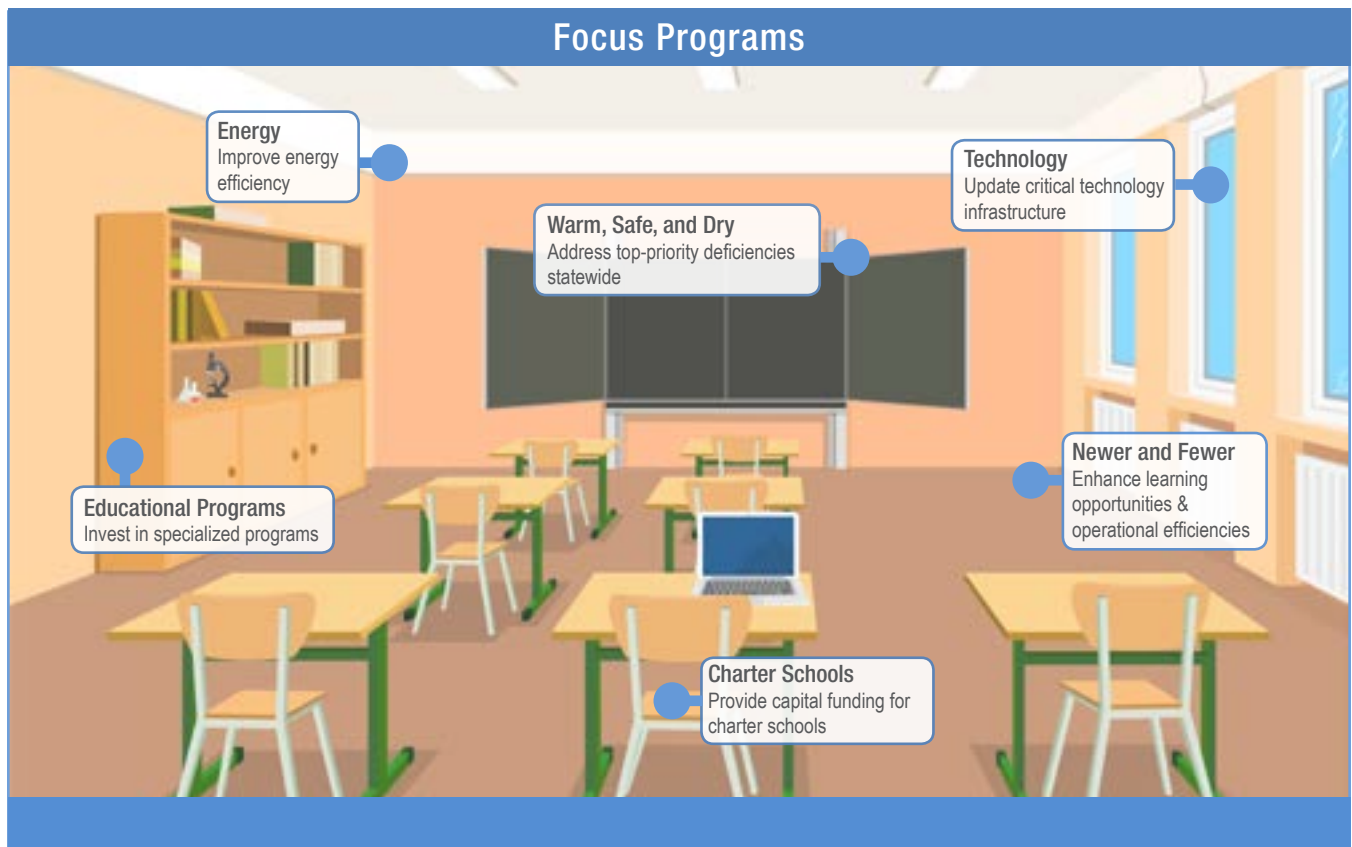 Focus Programs
Energy
Improve energy
efficiency
Technology
Update critical technology
infrastructure
Warm, Safe, and Dry
Address top-priority deficiencies
statewide
Newer and Fewer
Enhance learning
opportunities &
operational efficiencies
Educational Programs
Invest in specialized programs
Charter Schools
Provide capital funding for
charter schools